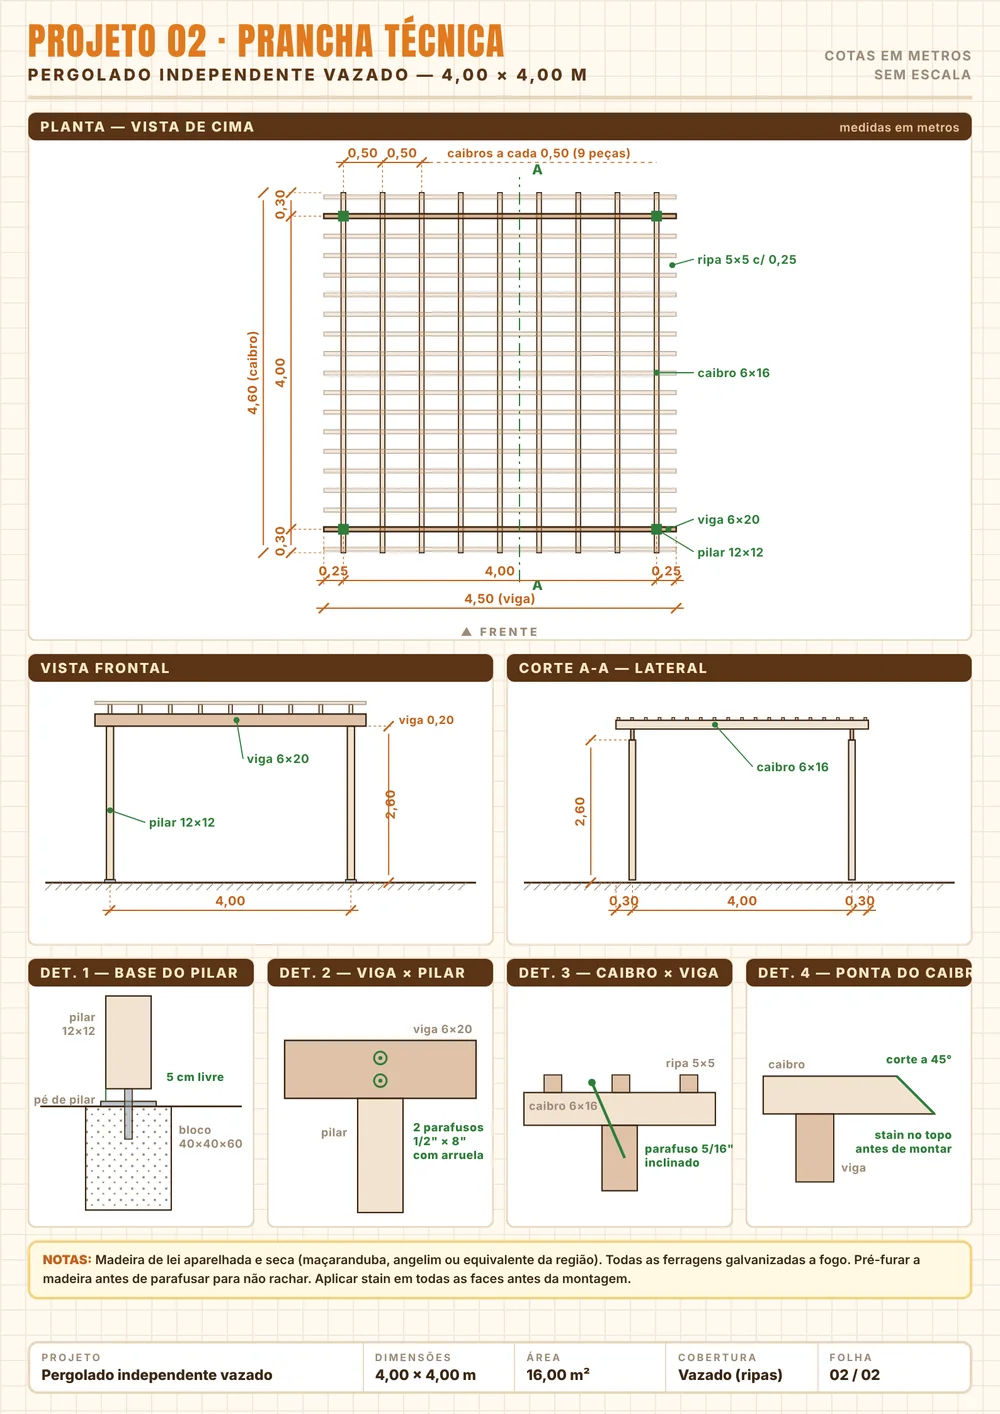 PROJETO 02 · PRANCHA TÉCNICA
PERGOLADO INDEPENDENTE VAZADO — 4,00 × 4,00 M
COTAS EM METROS
SEM ESCALA
PLANTA — VISTA DE CIMA
medidas em metros
0,50 0,50 caibros a cada 0,50 (9 peças)
A
0,30
ripa 5×5 c/ 0,25
4,60 (caibro)
4,00
caibro 6×16
viga 6×20
0,30
pilar 12×12
0,25 4,00 0,25
A
4,50 (viga)
▲ FRENTE
VISTA FRONTAL
viga 0,20
viga 6×20
2,60
pilar 12×12
4,00
CORTE A-A — LATERAL
caibro 6×16
2,60
0,30 4,00 0,30
DET. 1 — BASE DO PILAR
pilar
12×12
5 cm livre
pé de pilar
bloco
40×40×60
DET. 2 — VIGA × PILAR
viga 6×20
pilar
2 parafusos
1/2" × 8"
com arruela
DET. 3 — CAIBRO × VIGA
ripa 5×5
caibro 6×16
parafuso 5/16"
inclinado
DET. 4 — PONTA DO CAIBR
corte a 45°
caibro
stain no topo
antes de montar
viga
NOTAS: Madeira de lei aparelhada e seca (maçaranduba, angelim ou equivalente da região). Todas as ferragens galvanizadas a fogo. Pré-furar a
madeira antes de parafusar para não rachar. Aplicar stain em todas as faces antes da montagem.
PROJETO
Pergolado independente vazado
DIMENSÕES
4,00 × 4,00 m
ÁREA
16,00 m²
COBERTURA
Vazado (ripas)
FOLHA
02 / 02